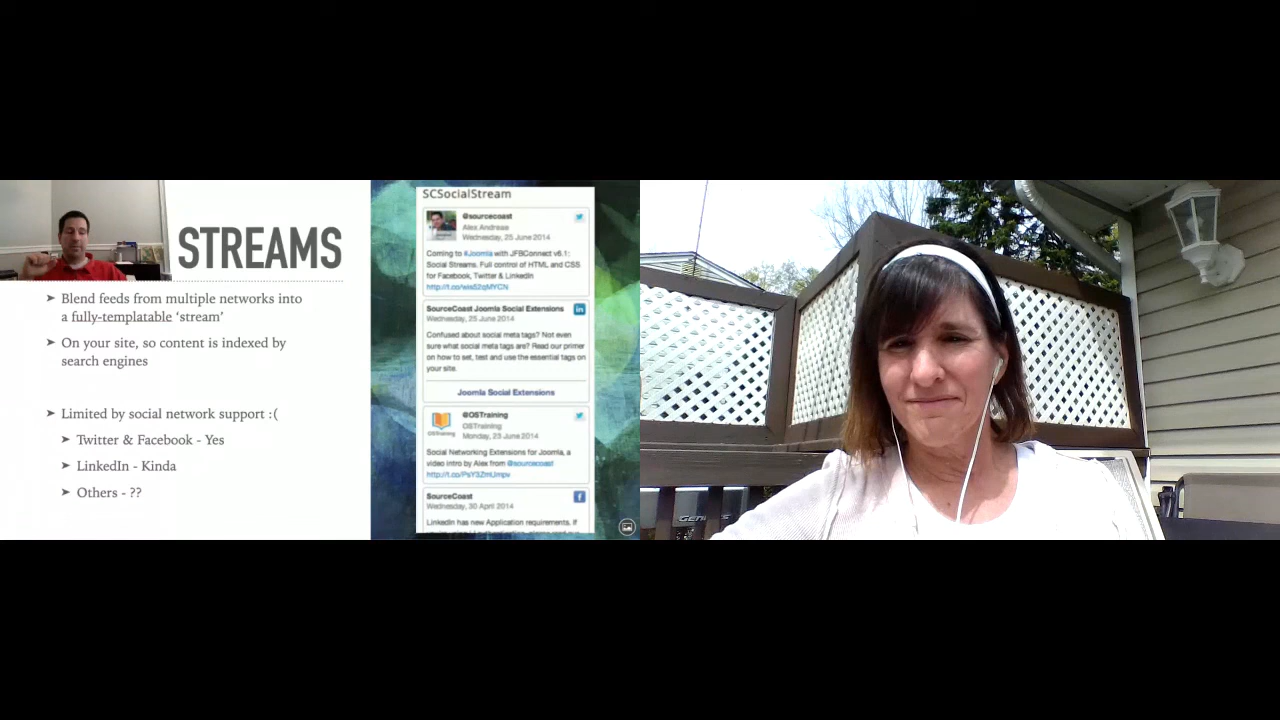 STREAMS
➤ Blend feeds from multiple networks into
a fully-templatable ‘stream’
➤ On your site, so content is indexed by
search engines
➤ Limited by social network support :(
➤ Twitter & Facebook - Yes
➤ LinkedIn - Kinda
➤ Others - ??
SCSocialStream
@sourcecoast
Alex Andreae
Wednesday, 25 June 2014
Coming to #Joomla with JFBConnect v6.1:
Social Streams. Full control of HTML and CSS
for Facebook, Twitter & LinkedIn
SourceCoast Joomla Social Extensions
in
Wednesday, 25 June 2014
Confused about social meta tags? Not even
sure what social meta tags are? Read our primer
on how to set, test and use the essential tags on
your site.
Joomla Social Extensions
@OSTraining
OSTraining
OSTraining
Monday, 23 June 2014
Social Networking Extensions for Joomla, a
video intro by Alex from @sourcecoast
SourceCoast
f
Wednesday, 30 April 2014
LinkedIn has new Application requirements. If